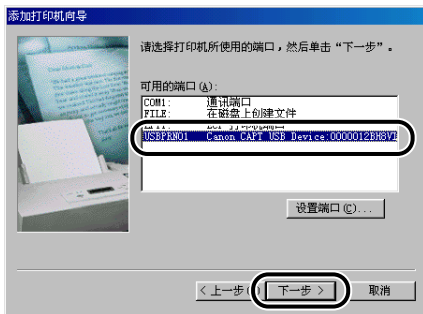 添加打印机向导
请选择打印机所使用的端口，然后单击“下一步”。
可用的端口(A):
COM1: 通讯端口
FILE: 在磁盘上创建文件
USBPRN01 Canon CAPT USB Device:0000012BH8VI
设置端口(C)...
< 上一步( 下一步 > 取消